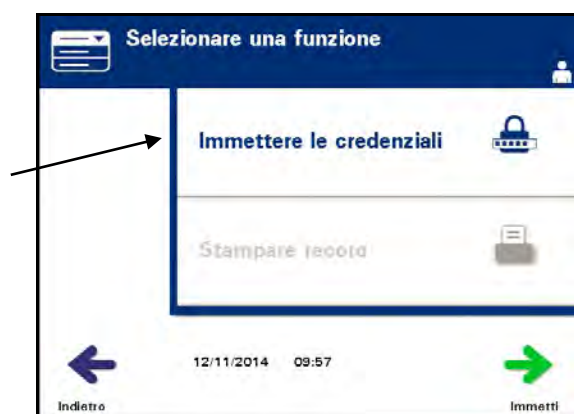 Selezionare una funzione
Immettere le credenziali
Stampare record
12/11/2014 09:57
Indietro
Immetti